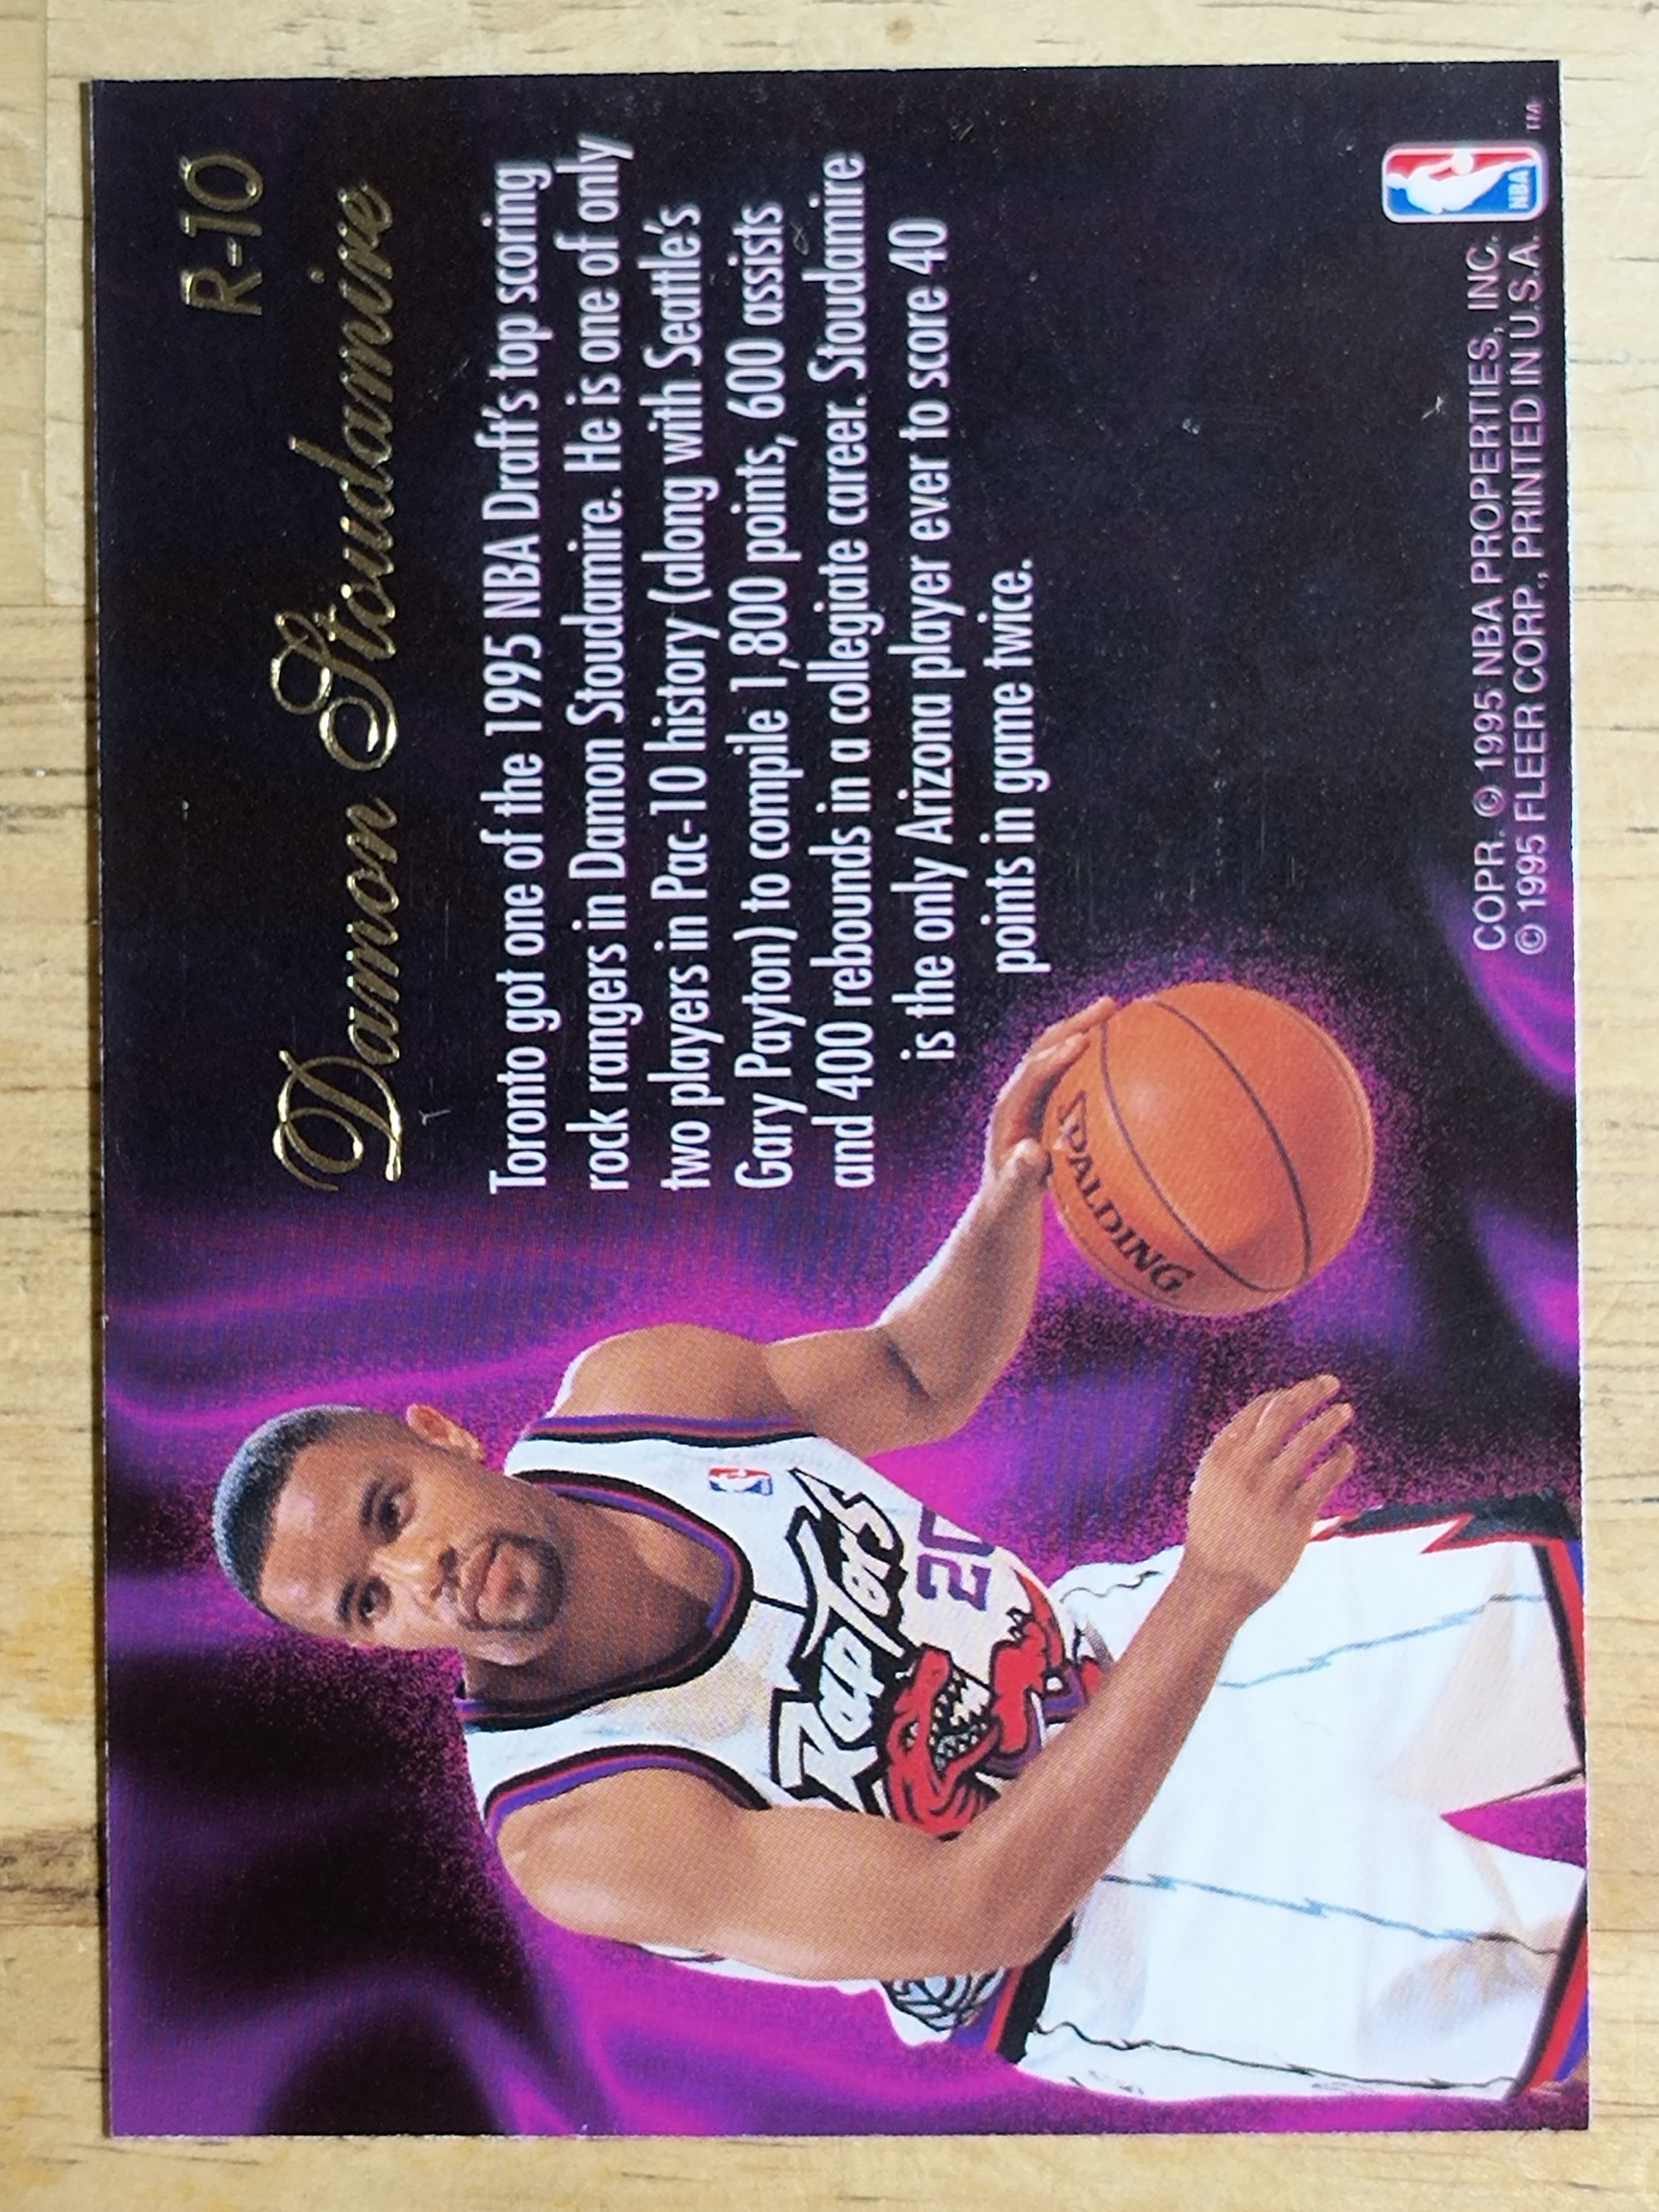 R-10
Damon Stoudamire
Toronto got one of the 1995 NBA Draft's top scoring
rock rangers in Damon Stoudamire. He is one of only
two players in Pac-10 history (along with Seattle's
Gary Payton) to compile 1,800 points, 600 assists
and 400 rebounds in a collegiate career. Stoudamire
is the only Arizona player ever to score 40
points in game twice.
RAPTORS
20
SPALDING
COPR. © 1995 NBA PROPERTIES, INC.
© 1995 FLEER CORP., PRINTED IN U.S.A.
NBA
TM